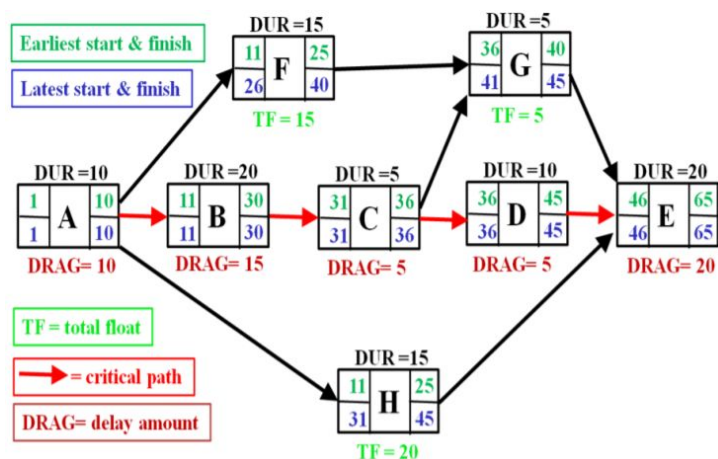 Earliest start & finish
Latest start & finish
DUR =15
11 F 25
26 40
TF = 15
DUR =5
36 G 40
41 45
TF = 5
DUR =10
1 A 10
1 10
DRAG= 10
DUR =20
11 B 30
11 30
DRAG= 15
DUR =5
31 C 36
31 36
DRAG= 5
DUR =10
36 D 45
36 45
DRAG= 5
DUR =20
46 E 65
46 65
DRAG= 20
TF = total float
= critical path
DRAG= delay amount
DUR =15
11 H 25
31 45
TF = 20